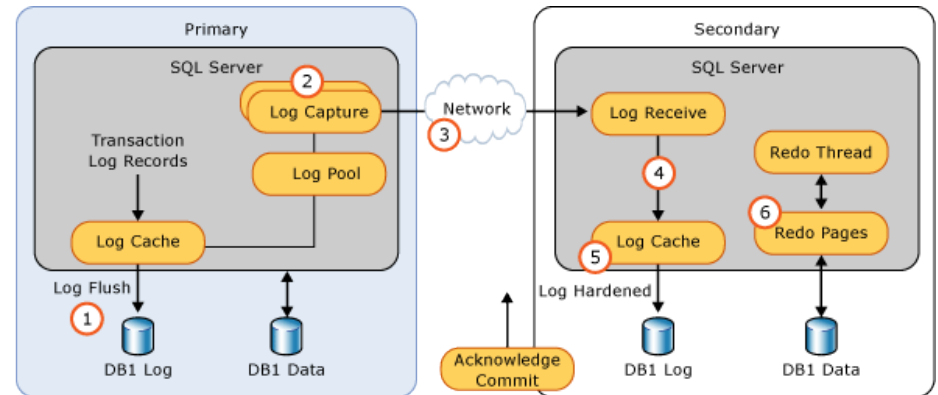 Primary
SQL Server
2
Log Capture
Transaction
Log Records
Log Pool
Log Cache
Log Flush
1
DB1 Log
DB1 Data
Network
3
Acknowledge
Commit
Secondary
SQL Server
Log Receive
4
Redo Thread
6
Redo Pages
Log Cache
5
Log Hardened
DB1 Log
DB1 Data